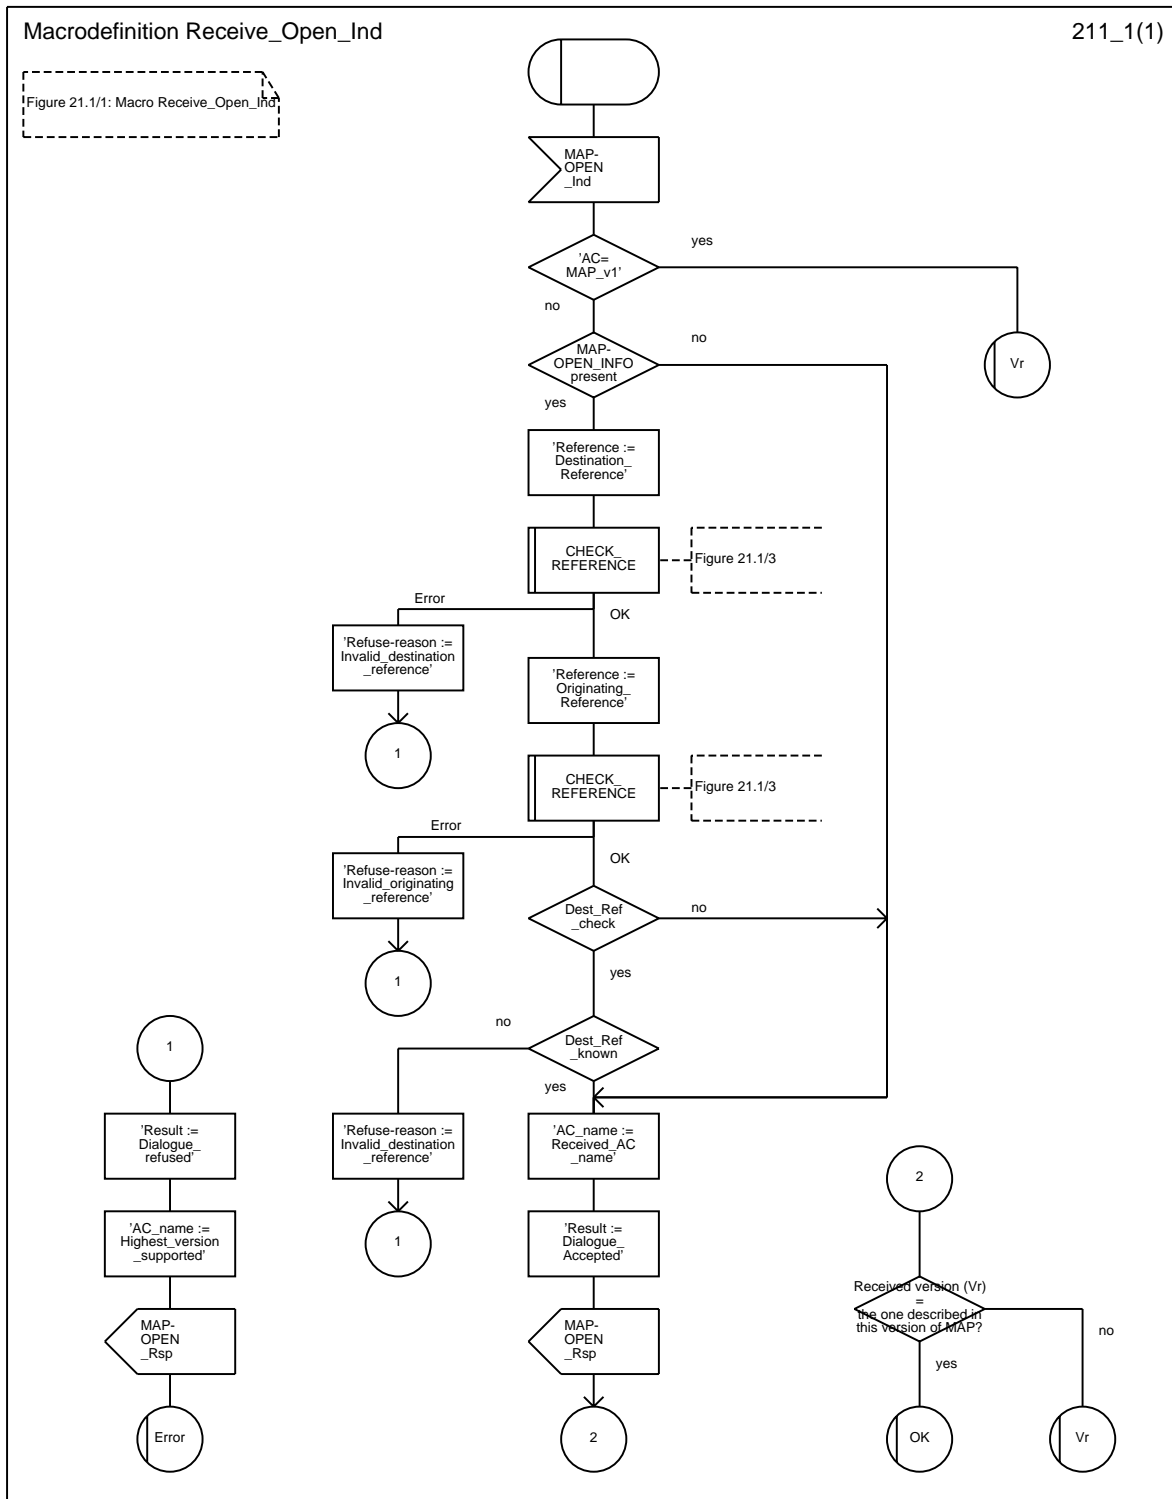 Macrodefinition Receive_Open_Ind
211_1(1)
Figure 21.1/1: Macro Receive_Open_Ind
MAP-
OPEN
_Ind
yes
'AC=
MAP_v1'
no
no
MAP-
OPEN_INFO
present
Vr
yes
'Reference :=
Destination_
Reference'
CHECK_
REFERENCE
Figure 21.1/3
Error
OK
'Refuse-reason :=
Invalid_destination
_reference'
'Reference :=
Originating_
Reference'
1
CHECK_
REFERENCE
Figure 21.1/3
Error
OK
'Refuse-reason :=
Invalid_originating
_reference'
Dest_Ref
_check
no
yes
1
no
Dest_Ref
_known
1
yes
'Result :=
Dialogue_
refused'
'Refuse-reason :=
Invalid_destination
_reference'
'AC_name :=
Received_AC
_name'
2
'AC_name :=
Highest_version
_supported'
1
'Result :=
Dialogue_
Accepted'
Received version (Vr)
=
the one described in
this version of MAP?
MAP-
OPEN
_Rsp
MAP-
OPEN
_Rsp
no
yes
Error
2
OK
Vr